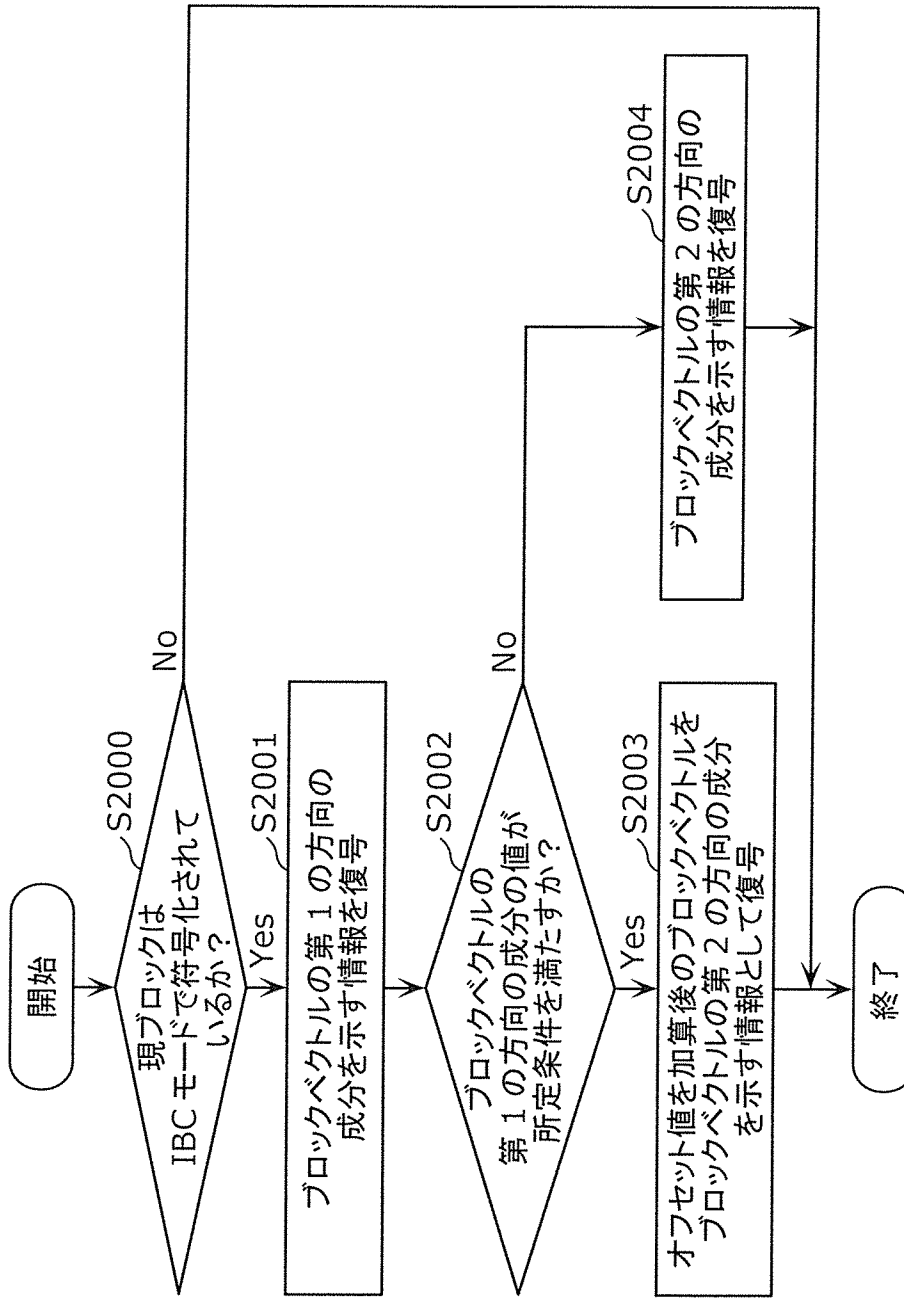 開始
S2000
現ブロックは
IBC モードで符号化されて
いるか？
No
Yes
S2001
ブロックベクトルの第 1 の方向の
成分を示す情報を復号
S2002
ブロックベクトルの
第 1 の方向の成分の値が
所定条件を満たすか？
No
Yes
S2003
オフセット値を加算後のブロックベクトルを
ブロックベクトルの第 2 の方向の成分
を示す情報として復号
S2004
ブロックベクトルの第 2 の方向の
成分を示す情報を復号
終了